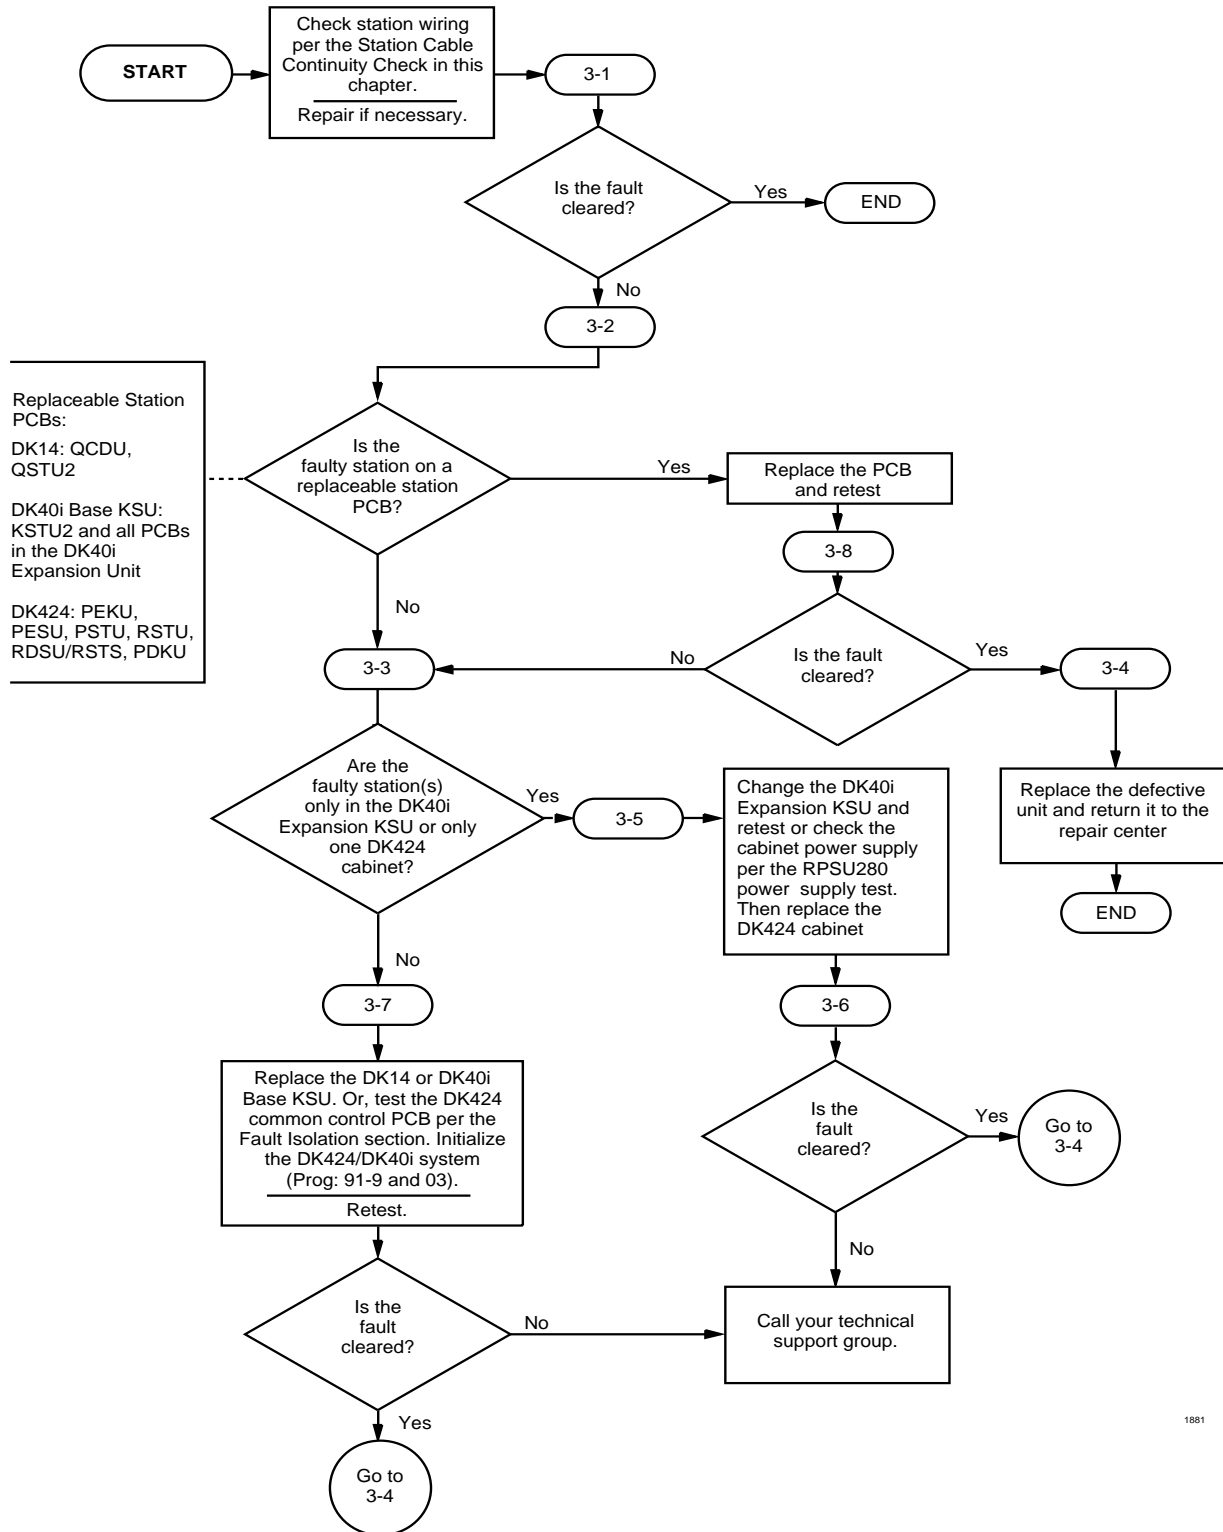 START
Check station wiring
per the Station Cable
Continuity Check in this
chapter.
Repair if necessary.
3-1
Is the fault
cleared?
Yes
END
No
3-2
Replaceable Station
PCBs:
DK14: QCDU,
QSTU2
DK40i Base KSU:
KSTU2 and all PCBs
in the DK40i
Expansion Unit
DK424: PEKU,
PESU, PSTU, RSTU,
RDSU/RSTS, PDKU
Is the
faulty station on a
replaceable station
PCB?
Yes
Replace the PCB
and retest
3-8
No
3-3
No
Is the fault
cleared?
Yes
3-4
Replace the defective
unit and return it to the
repair center
END
Are the
faulty station(s)
only in the DK40i
Expansion KSU or only
one DK424
cabinet?
Yes
3-5
Change the DK40i
Expansion KSU and
retest or check the
cabinet power supply
per the RPSU280
power supply test.
Then replace the
DK424 cabinet
No
3-7
3-6
Replace the DK14 or DK40i
Base KSU. Or, test the DK424
common control PCB per the
Fault Isolation section. Initialize
the DK424/DK40i system
(Prog: 91-9 and 03).
Retest.
Is the
fault
cleared?
Yes
Go to
3-4
No
Is the
fault
cleared?
No
Call your technical
support group.
Yes
Go to
3-4
1881